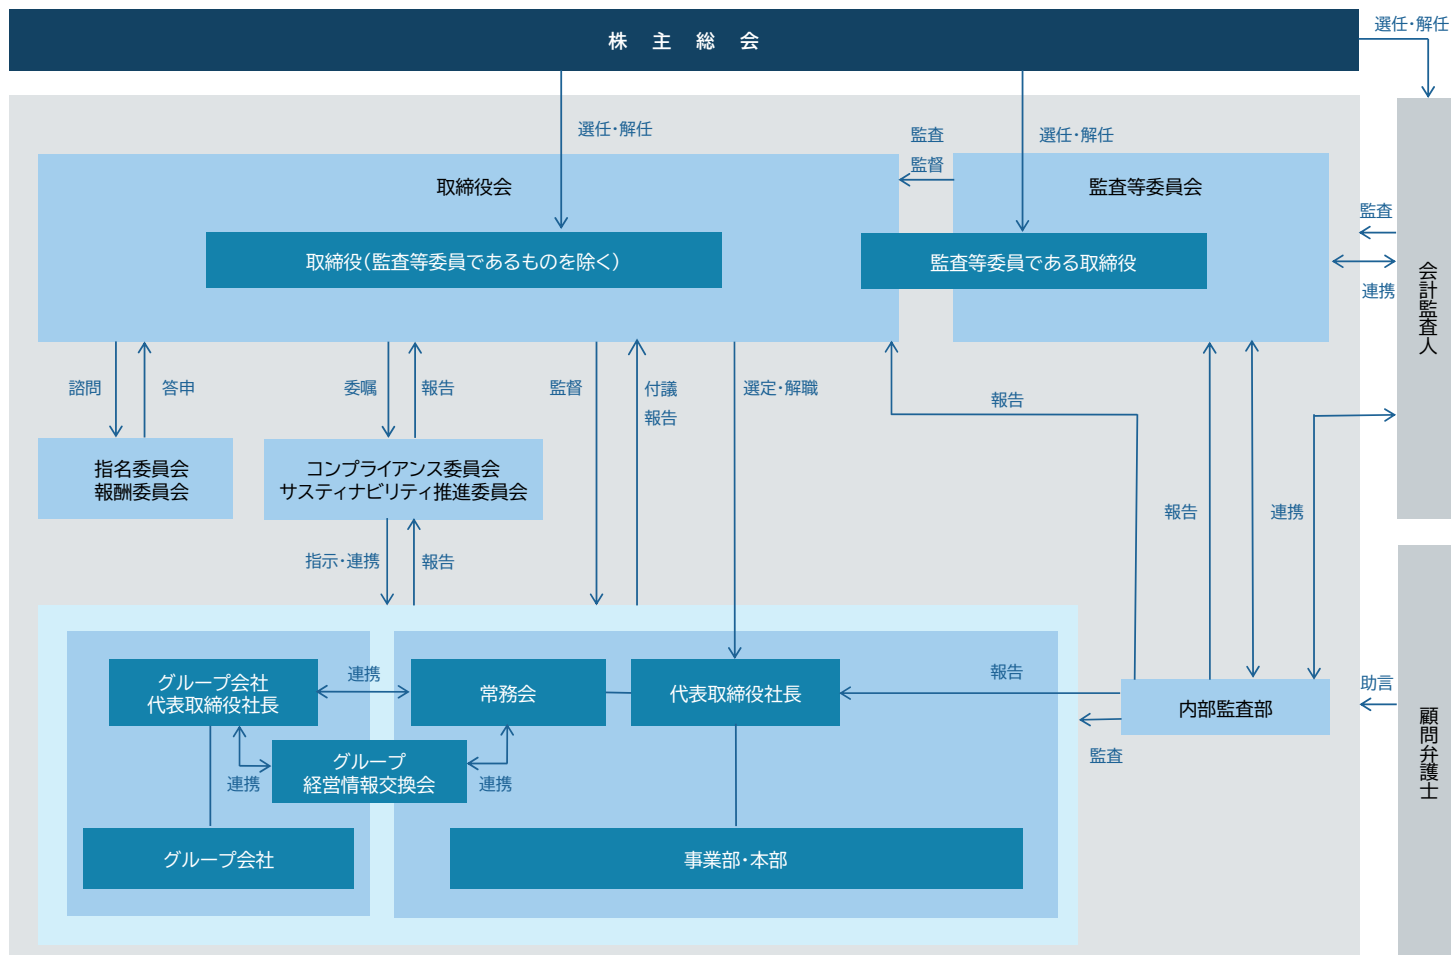 株主総会
選任・解任
選任・解任
選任・解任
監査
監督
取締役会
監査等委員会
取締役（監査等委員であるものを除く）
監査等委員である取締役
監査
連携
会計監査人
諮問
答申
委嘱
報告
監督
付議
報告
選定・解職
報告
指名委員会
報酬委員会
コンプライアンス委員会
サスティナビリティ推進委員会
報告
連携
指示・連携
報告
グループ会社
代表取締役社長
連携
常務会
代表取締役社長
報告
内部監査部
助言
顧問弁護士
監査
連携
グループ
経営情報交換会
連携
グループ会社
事業部・本部